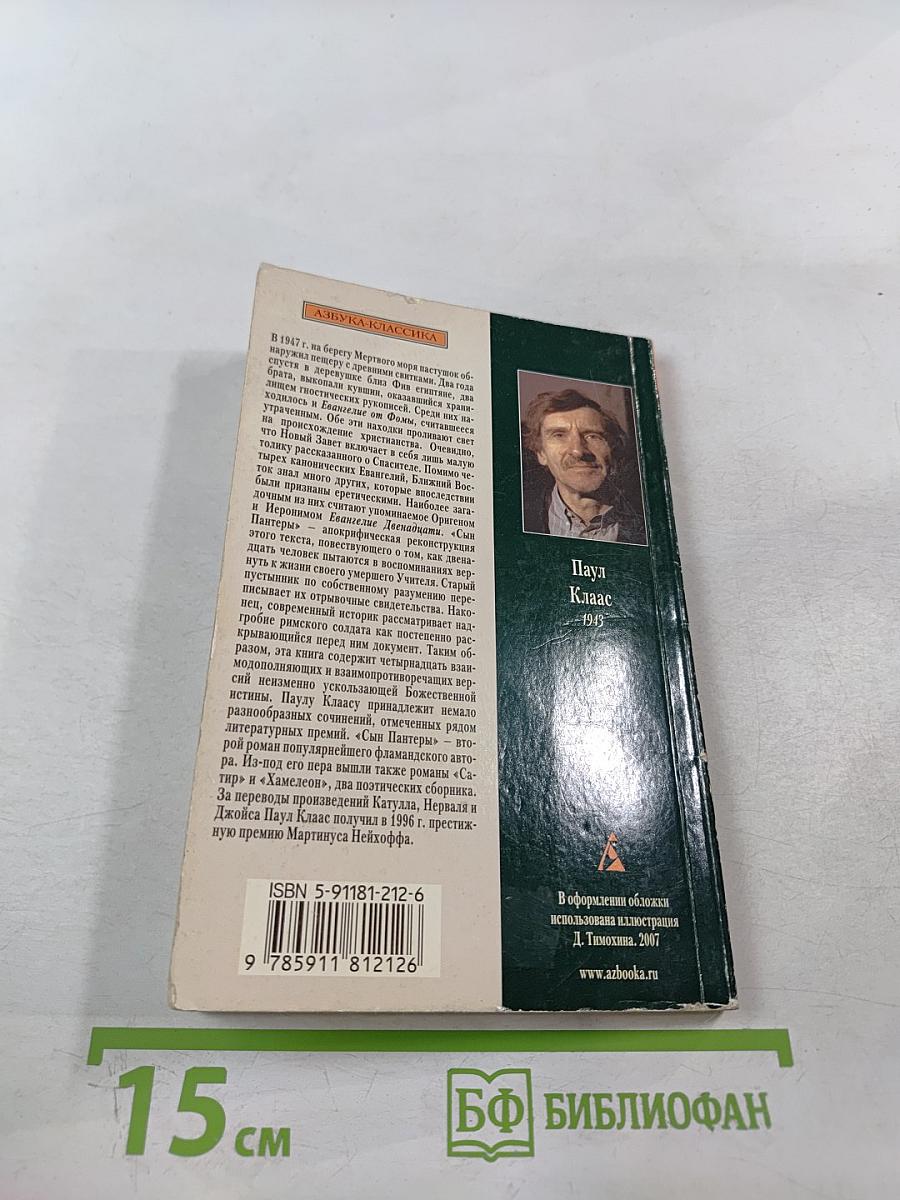 АЗБУКА-КЛАССИКА
В 1947 г. на берегу Мертвого моря пастушок об-
наружил пещеру с древними свитками. Два года
спустя в деревушке близ Фив египтяне, два
брата, выкопали кувшин, оказавшийся храни-
лищем гностических рукописей. Среди них на-
ходилось и Евангелие от Фомы, считавшееся
утраченным. Обе эти находки проливают свет
на происхождение христианства. Очевидно,
что Новый Завет включает в себя лишь малую
толику рассказанного о Спасителе. Помимо че-
тырех канонических Евангелий, Ближний Вос-
ток знал много других, которые впоследствии
были признаны еретическими. Наиболее зага-
дочным из них считают упоминаемое Оригеном
и Иеронимом Евангелие Двенадцати. «Сын
Пантеры» – апокрифическая реконструкция
этого текста, повествующего о том, как двена-
дцать человек пытаются в воспоминаниях вер-
нуть к жизни своего умершего Учителя. Старый
пустынник по собственному разумению пере-
писывает их отрывочные свидетельства. Нако-
нец, современный историк рассматривает над-
гробие римского солдата как постепенно рас-
крывающийся перед ним документ. Таким об-
разом, эта книга содержит четырнадцать взаи-
модополняющих и взаимопротиворечащих вер-
сий неизменно ускользающей Божественной
истины. Паулу Клаасу принадлежит немало
разнообразных сочинений, отмеченных рядом
литературных премий. «Сын Пантеры» – вто-
рой роман популярнейшего фламандского авто-
ра. Из-под его пера вышли также романы «Са-
тир» и «Хамелеон», два поэтических сборника.
За переводы произведений Катулла, Нерваля и
Джойса Паул Клаас получил в 1996 г. престиж-
ную премию Мартинуса Нейхоффа.
ISBN 5-91181-212-6
9 785911 812126
Паул
Клаас
1943
В оформлении обложки
использована иллюстрация
Д. Тимохина. 2007
www.azbooka.ru
15 см
БФ БИБЛИОФАН